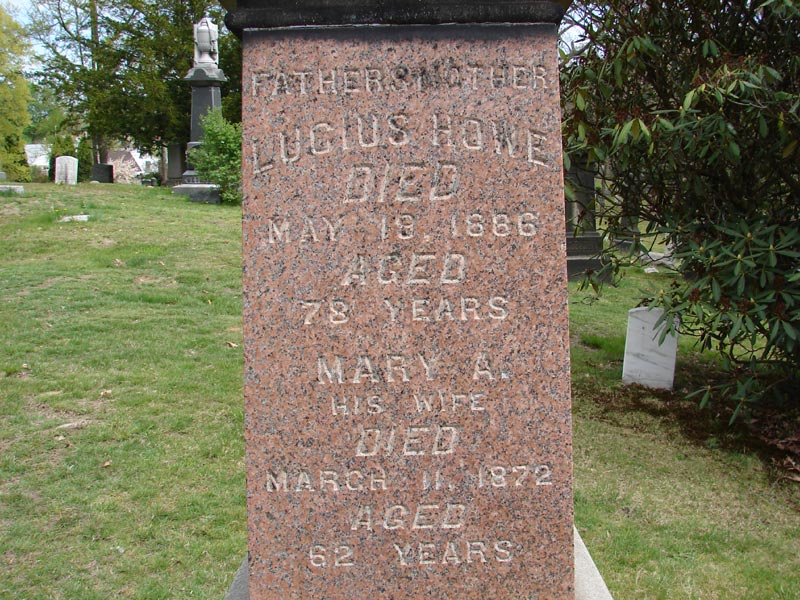 FATHER & MOTHER
LUCIUS HOWE
DIED
MAY 19, 1886
AGED
78 YEARS
MARY A.
HIS WIFE
DIED
MARCH 11, 1872
AGED
62 YEARS